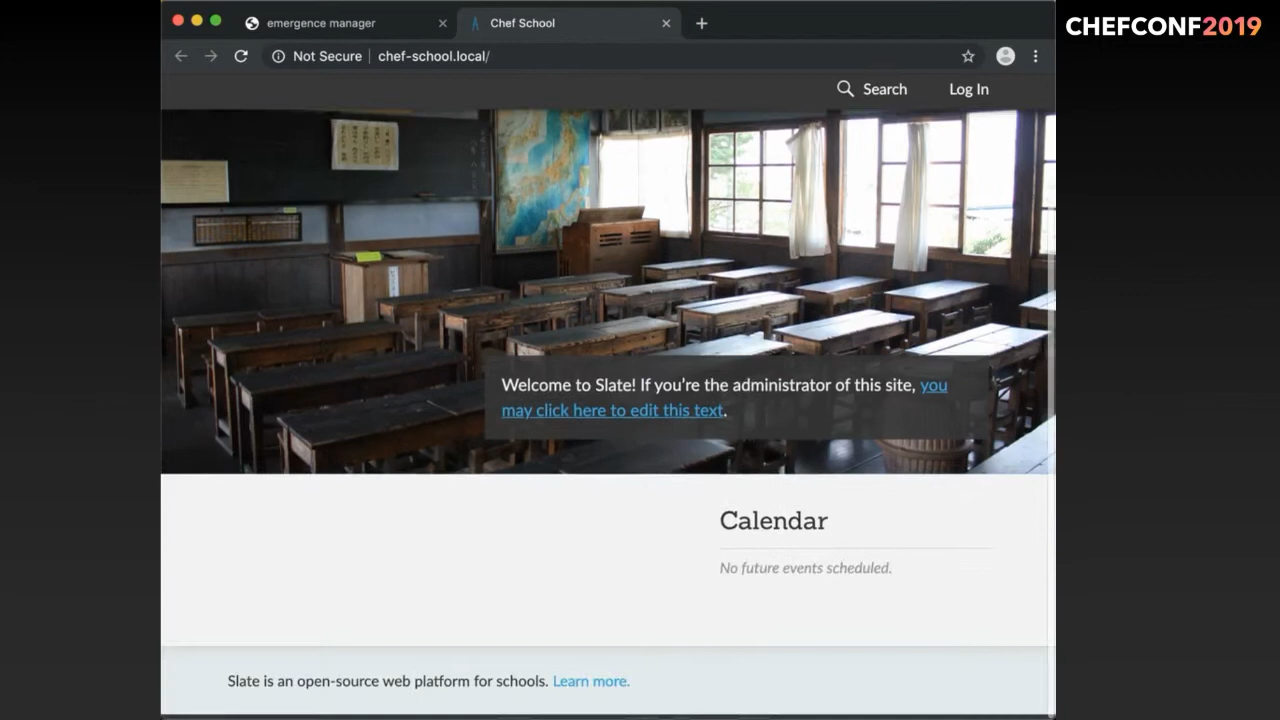 CHEFCONF2019
emergence manager
Chef School
Not Secure
chef-school.local/
Search
Log In
Welcome to Slate! If you're the administrator of this site, you
may click here to edit this text.
Calendar
No future events scheduled.
Slate is an open-source web platform for schools. Learn more.